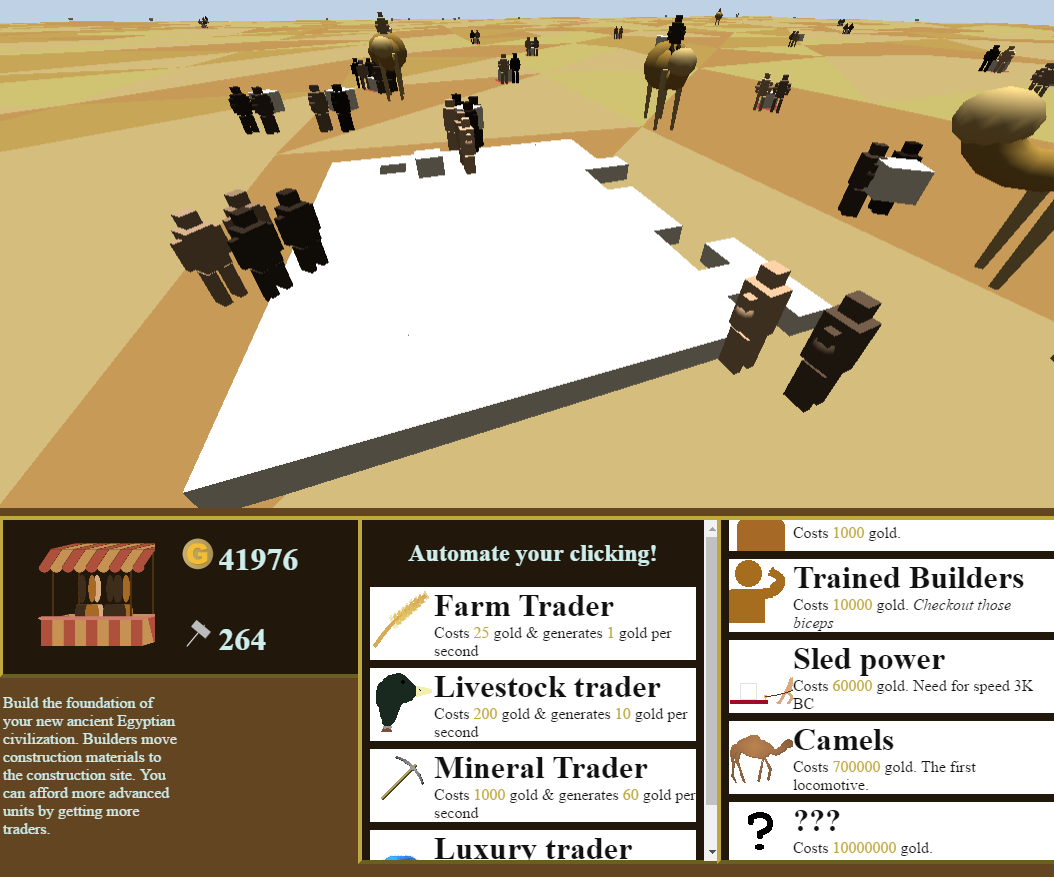 G 41976
264
Build the foundation of
your new ancient Egyptian
civilization. Builders move
construction materials to
the construction site. You
can afford more advanced
units by getting more
traders.
Automate your clicking!
Farm Trader
Costs 25 gold & generates 1 gold per
second
Livestock trader
Costs 200 gold & generates 10 gold per
second
Mineral Trader
Costs 1000 gold & generates 60 gold per
second
Luxury trader
Costs 1000 gold.
Trained Builders
Costs 10000 gold. Checkout those
biceps
Sled power
Costs 60000 gold. Need for speed 3K
BC
Camels
Costs 700000 gold. The first
locomotive.
???
Costs 10000000 gold.